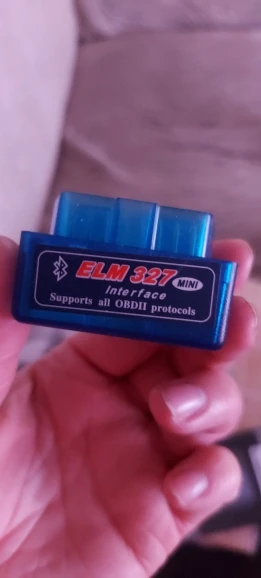 ELM 327 MINI
Interface
Supports all OBDII protocols